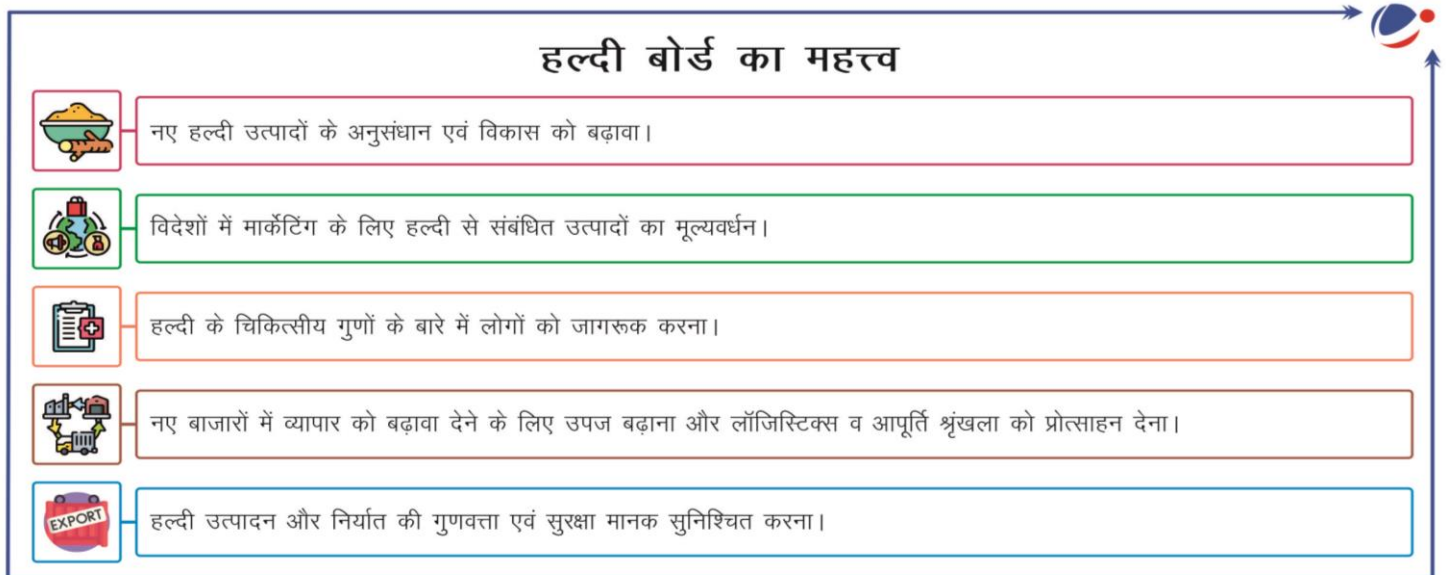 हल्दी बोर्ड का महत्त्व
नए हल्दी उत्पादों के अनुसंधान एवं विकास को बढ़ावा।
विदेशों में मार्केटिंग के लिए हल्दी से संबंधित उत्पादों का मूल्यवर्धन।
हल्दी के चिकित्सीय गुणों के बारे में लोगों को जागरूक करना।
नए बाजारों में व्यापार को बढ़ावा देने के लिए उपज बढ़ाना और लॉजिस्टिक्स व आपूर्ति श्रृंखला को प्रोत्साहन देना।
EXPORT
हल्दी उत्पादन और निर्यात की गुणवत्ता एवं सुरक्षा मानक सुनिश्चित करना।